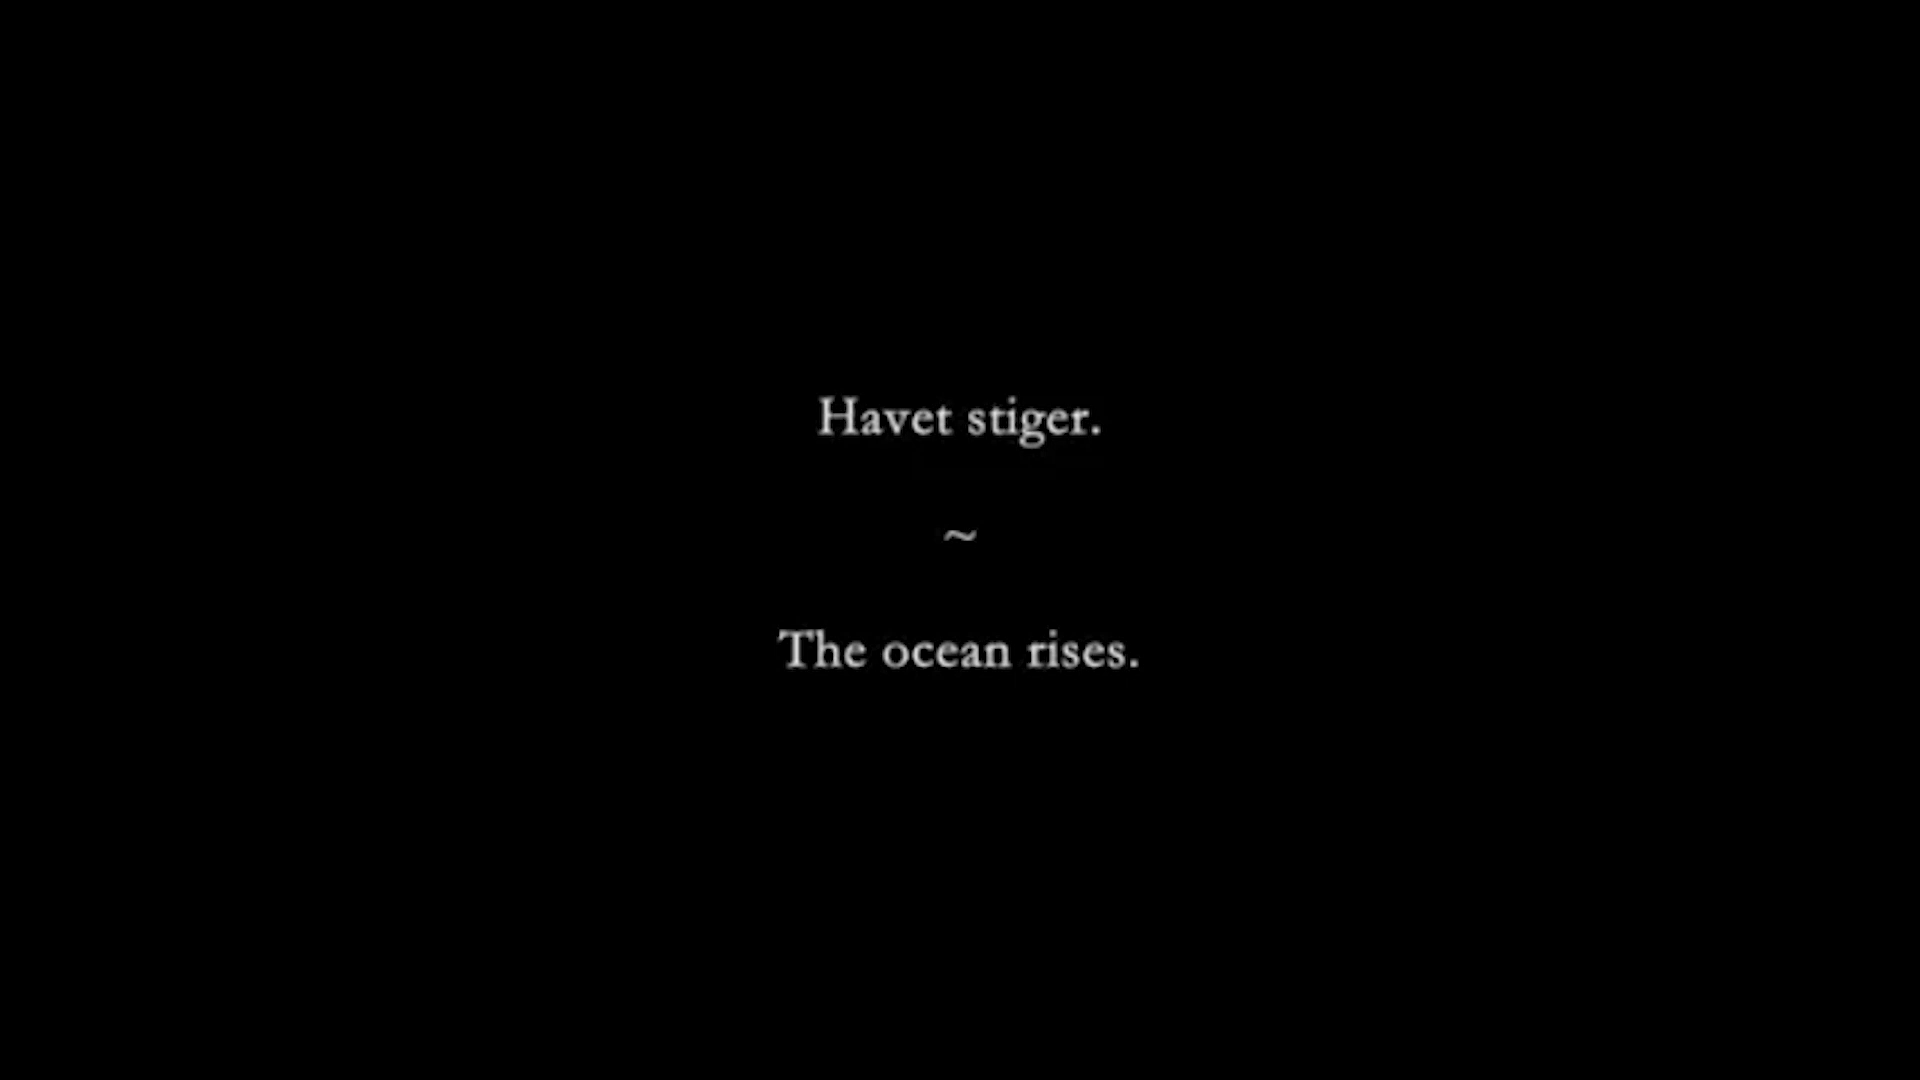 Havet stiger.
~
The ocean rises.